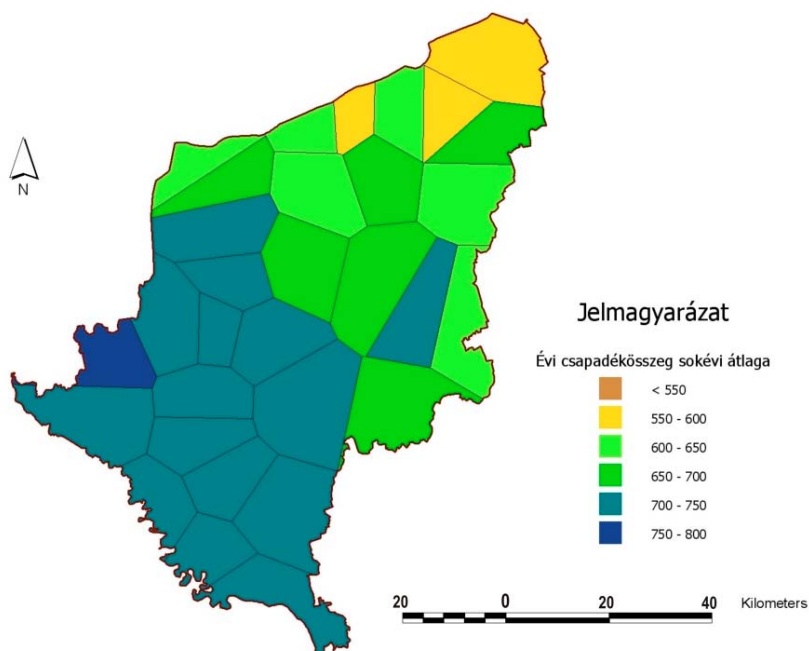 N
Jelmagyarázat
Évi csapadékösszeg sokévi átlaga
< 550
550 - 600
600 - 650
650 - 700
700 - 750
750 - 800
20 0 20 40 Kilometers